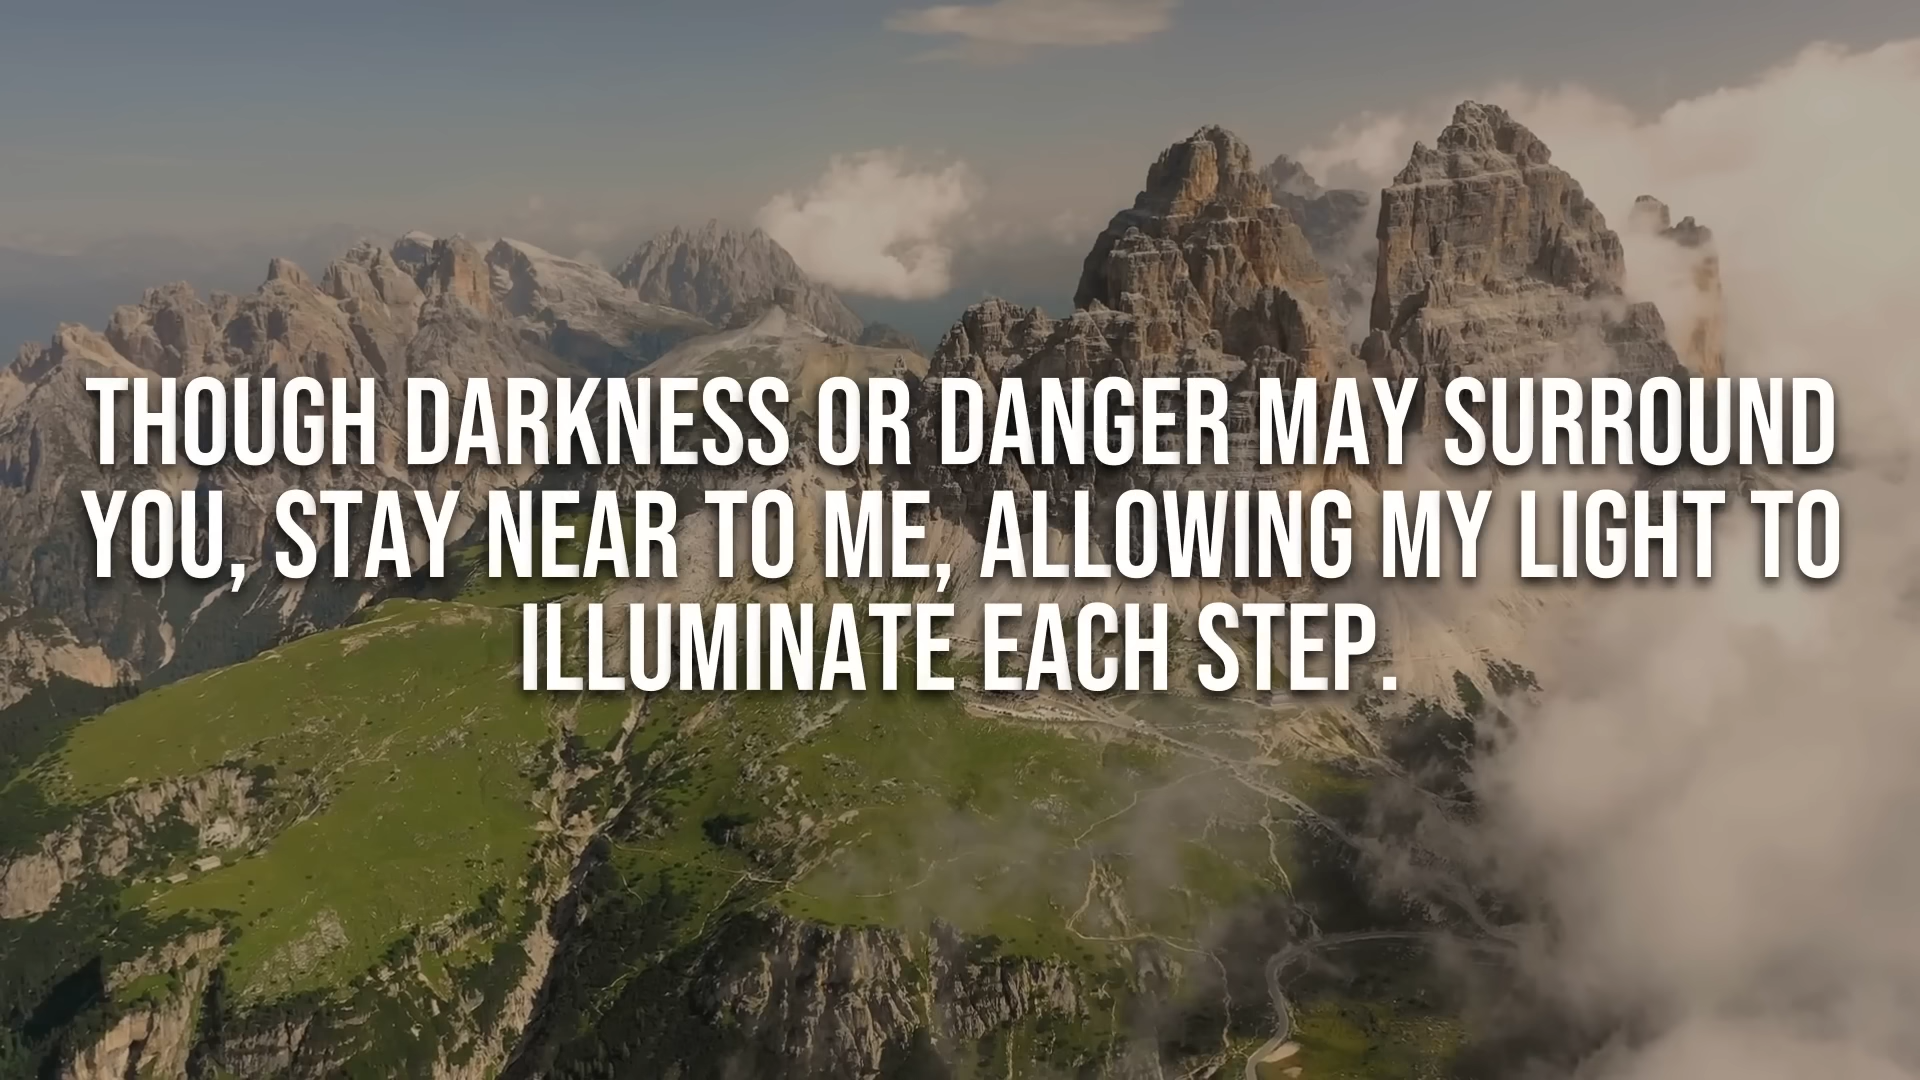 THOUGH DARKNESS OR DANGER MAY SURROUND
YOU, STAY NEAR TO ME, ALLOWING MY LIGHT TO
ILLUMINATE EACH STEP.